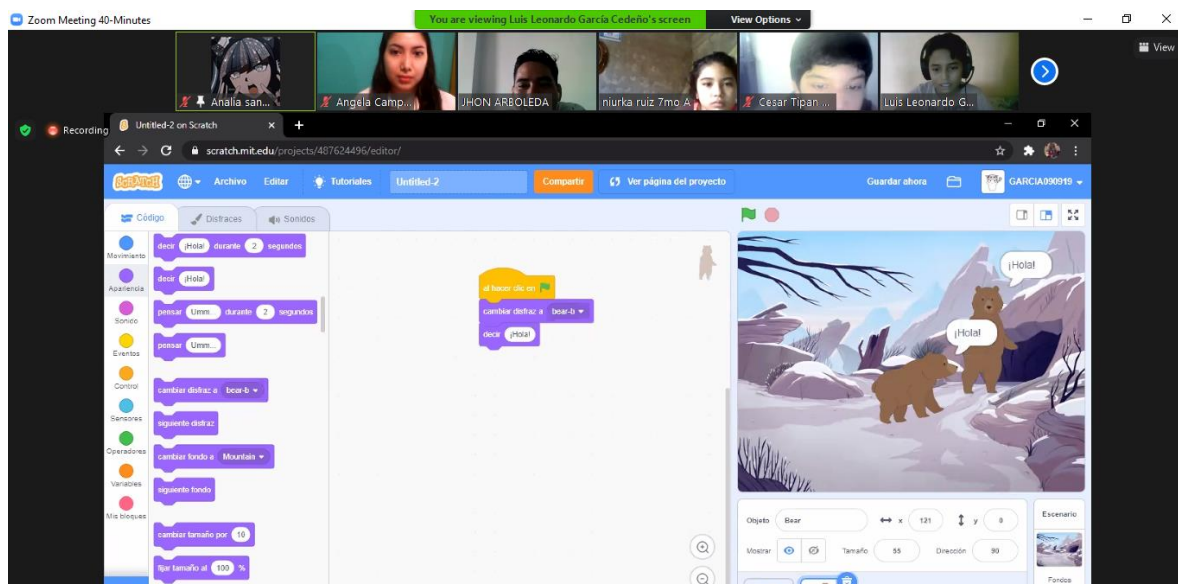 Zoom Meeting 40-Minutes
You are viewing Luis Leonardo García Cedeño's screen
View Options
View
Analia san...
Angela Camp...
JHON ARBOLEDA
niurka ruiz 7mo A
Cesar Tipan ...
Luis Leonardo G...
Recording
Untitled-2 on Scratch
scratch.mit.edu/projects/487624496/editor/
SCRATCH
Archivo
Editar
Tutoriales
Untitled-2
Compartir
Ver página del proyecto
Guardar ahora
GARCIA090919
Código
Disfraces
Sonidos
Movimiento
Apariencia
Sonido
Eventos
Control
Sensores
Operadores
Variables
Mis bloques
decir ¡Hola! durante 2 segundos
decir ¡Hola!
pensar Umm... durante 2 segundos
pensar Umm...
cambiar disfraz a bear-b
siguiente disfraz
cambiar fondo a Mountain
siguiente fondo
cambiar tamaño por 10
fijar tamaño al 100 %
al hacer clic en
cambiar disfraz a bear-b
decir ¡Hola!
¡Hola!
¡Hola!
Objeto Bear x 131 y 0
Mostrar Tamaño 55 Dirección 90
Escenario
Fondos